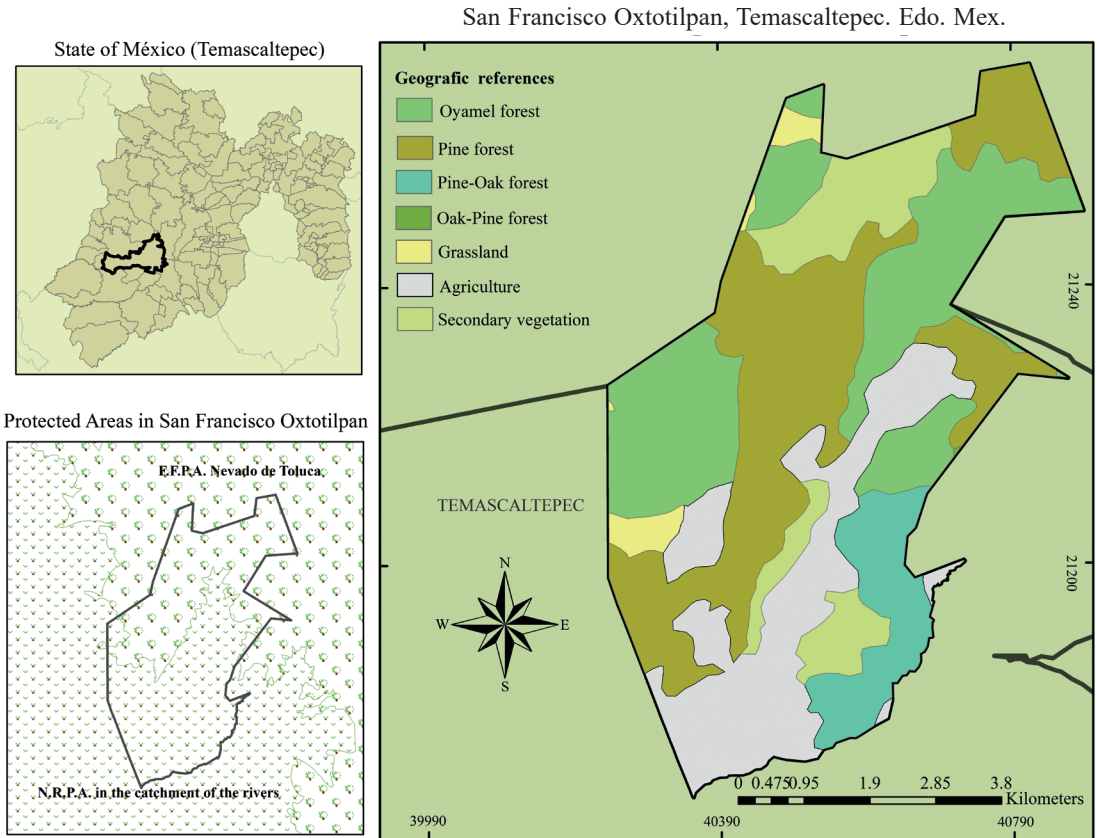 San Francisco Oxtotilpan, Temascaltepec. Edo. Mex.
State of México (Temascaltepec)
Geografic references
Oyamel forest
Pine forest
Pine-Oak forest
Oak-Pine forest
Grassland
Agriculture
Secondary vegetation
21240
Protected Areas in San Francisco Oxtotilpan
F.F.P.A. Nevado de Toluca
N.R.P.A. in the catchment of the rivers
TEMASCALTEPEC
21200
N
W
E
S
0 0.475 0.95 1.9 2.85 3.8
Kilometers
39990
40390
40790